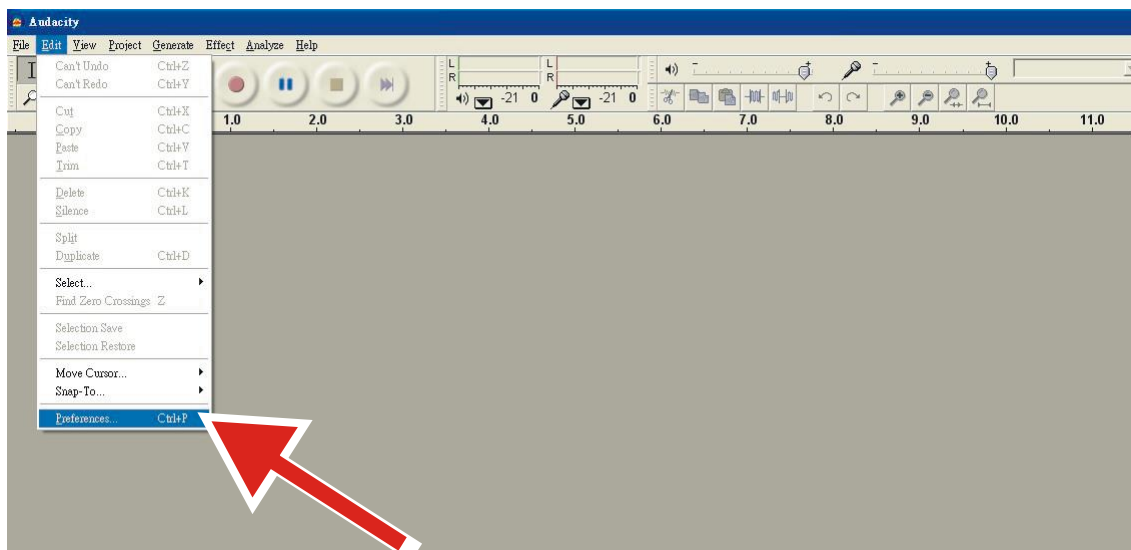 Audacity
File Edit View Project Generate Effect Analyze Help
Can't Undo Ctrl+Z
Can't Redo Ctrl+Y
Cut Ctrl+X
Copy Ctrl+C
Paste Ctrl+V
Trim Ctrl+T
Delete Ctrl+K
Silence Ctrl+L
Split
Duplicate Ctrl+D
Select...
Find Zero Crossings Z
Selection Save
Selection Restore
Move Cursor...
Snap-To...
Preferences... Ctrl+P
L L
R R
-21 0 -21 0
1.0 2.0 3.0 4.0 5.0 6.0 7.0 8.0 9.0 10.0 11.0